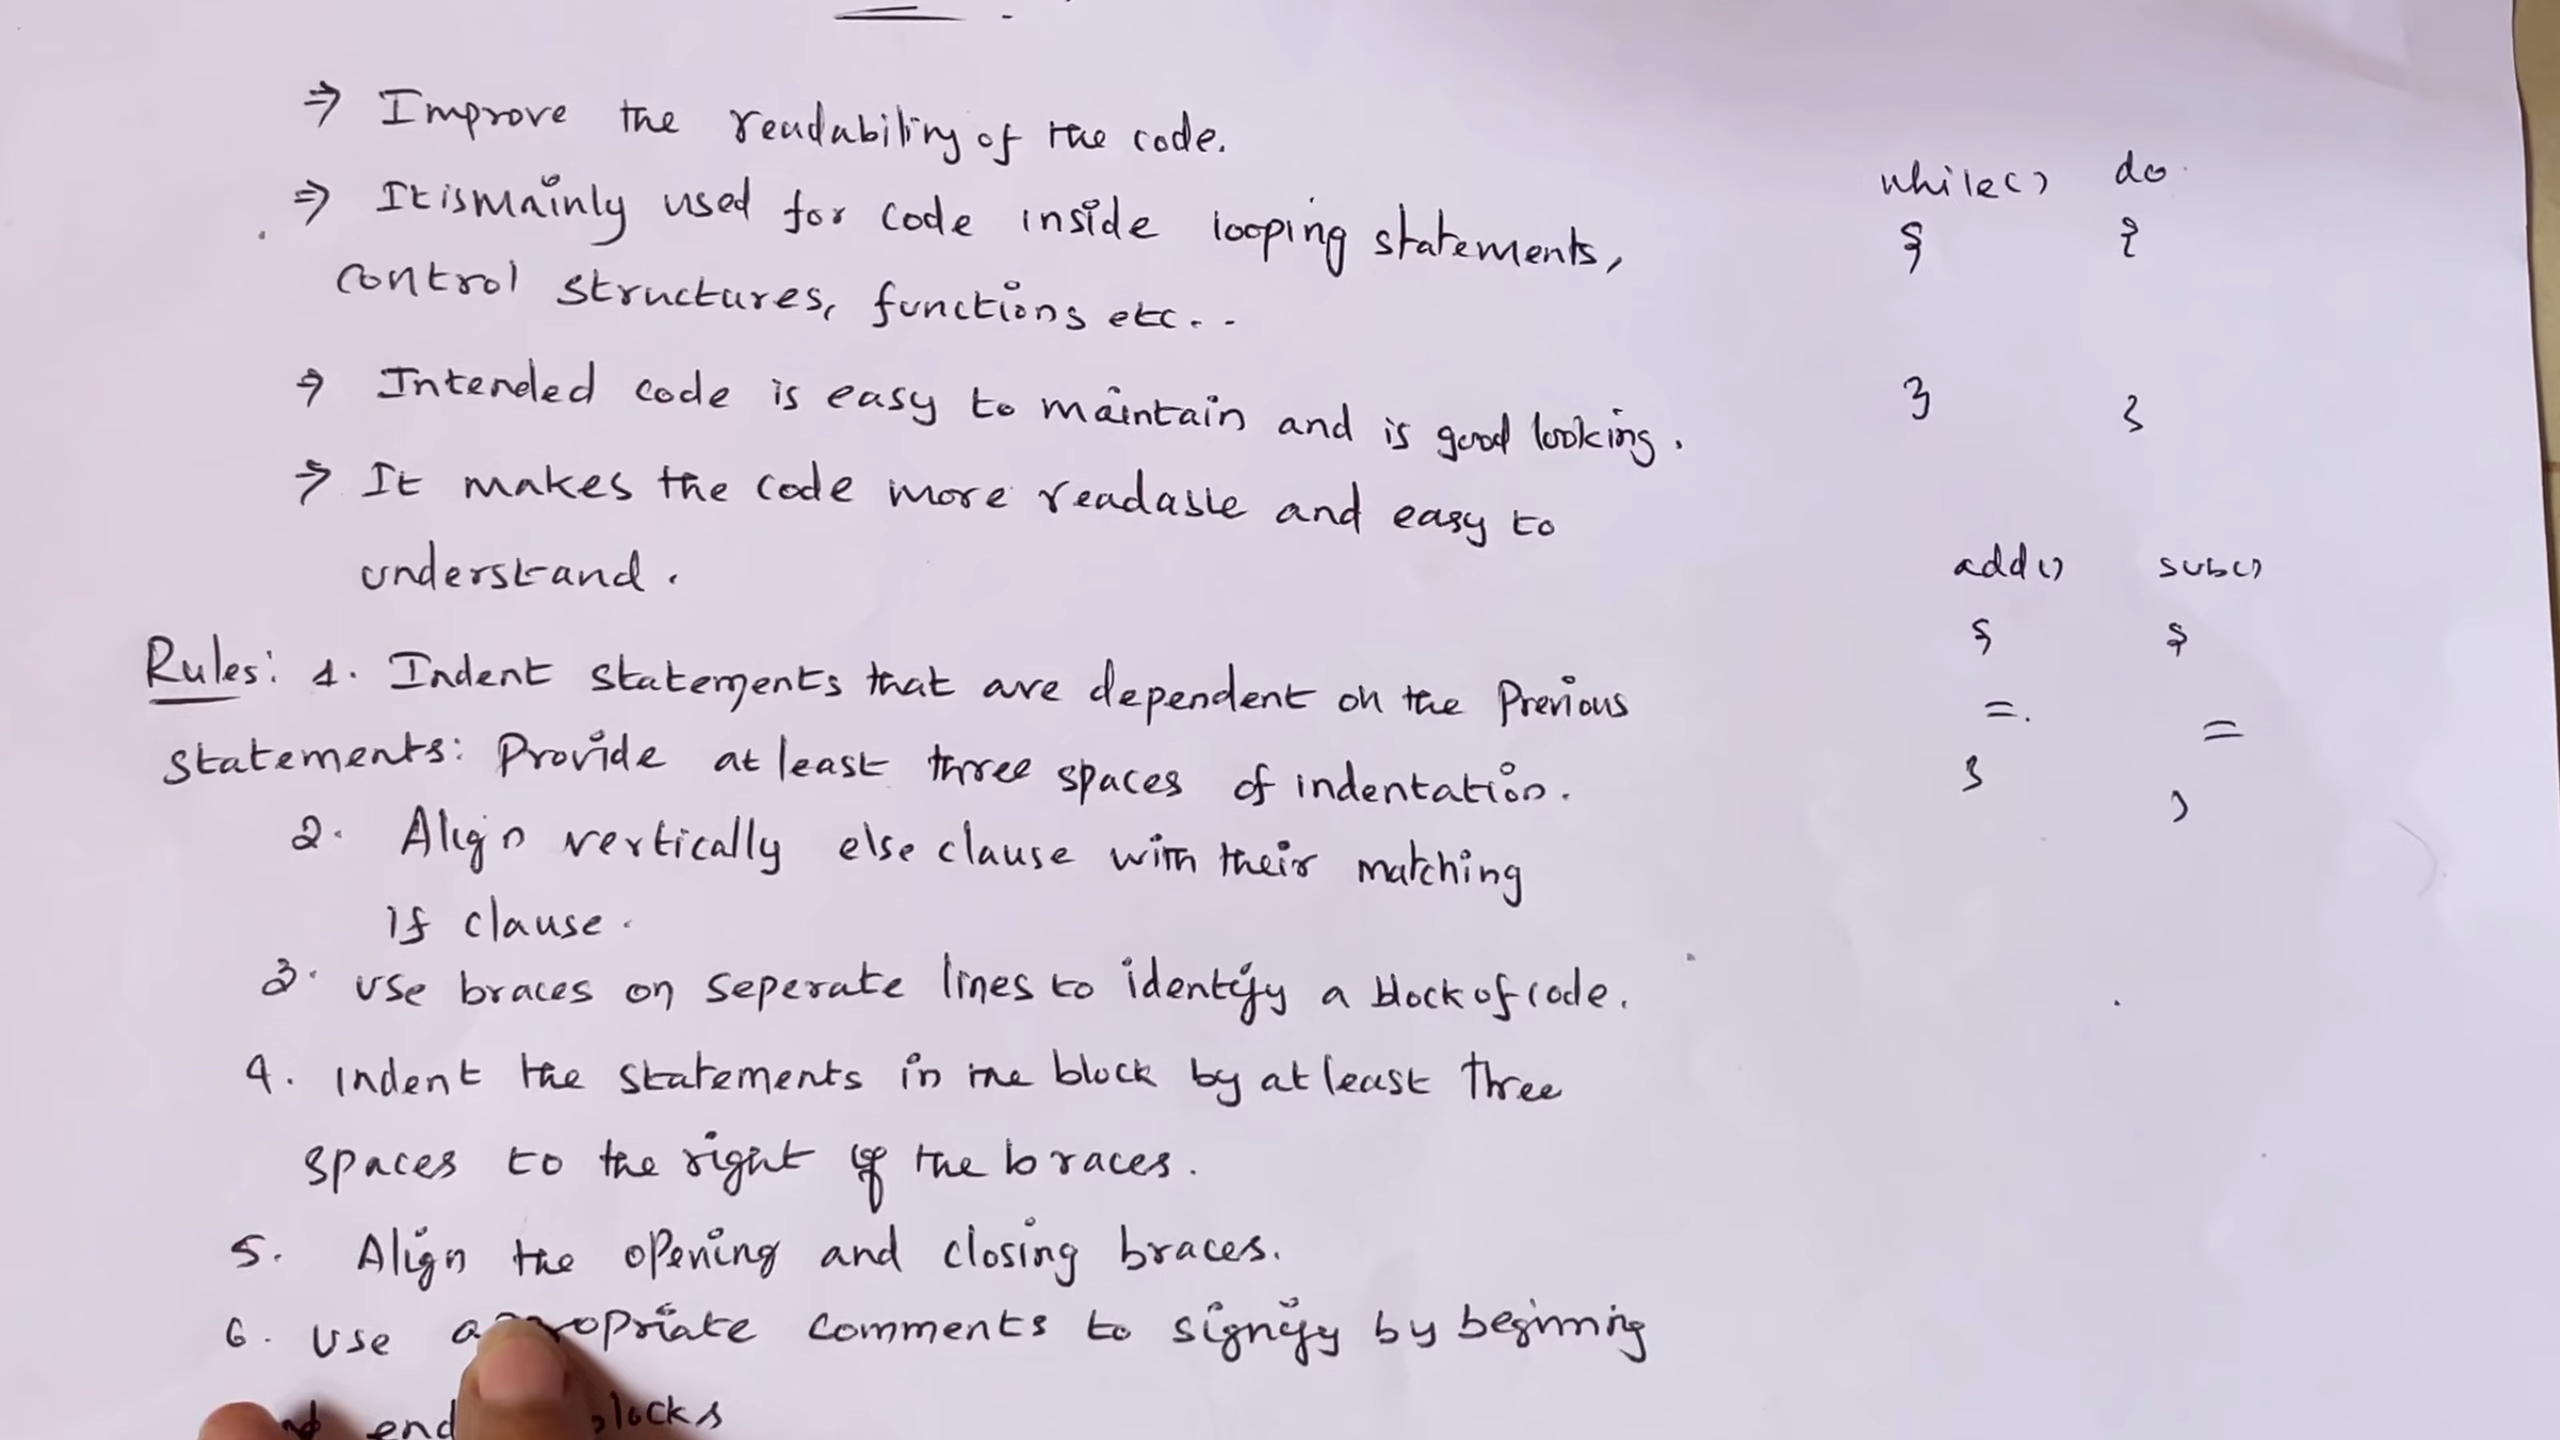 ⇒ Improve the readability of the code.
⇒ It is mainly used for code inside looping statements,
control structures, functions etc..
⇒ Intended code is easy to maintain and is good looking.
⇒ It makes the code more readable and easy to
understand.
Rules: 1. Indent statements that are dependent on the Previous
statements: Provide at least three spaces of indentation.
2. Align vertically else clause with their matching
if clause.
3. use braces on seperate lines to identify a block of code.
4. Indent the statements in the block by at least three
spaces to the right of the braces.
5. Align the opening and closing braces.
6. Use comments to signify by beginning
end
while() do
{ {
} }
add() sub()
{ {
=. =
} }